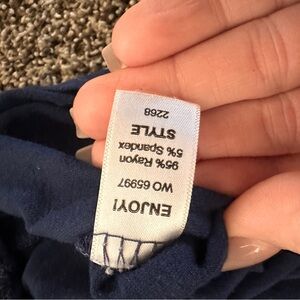 ENJOY!
WO 65997
95% Rayon
5% Spandex
STYLE
2268